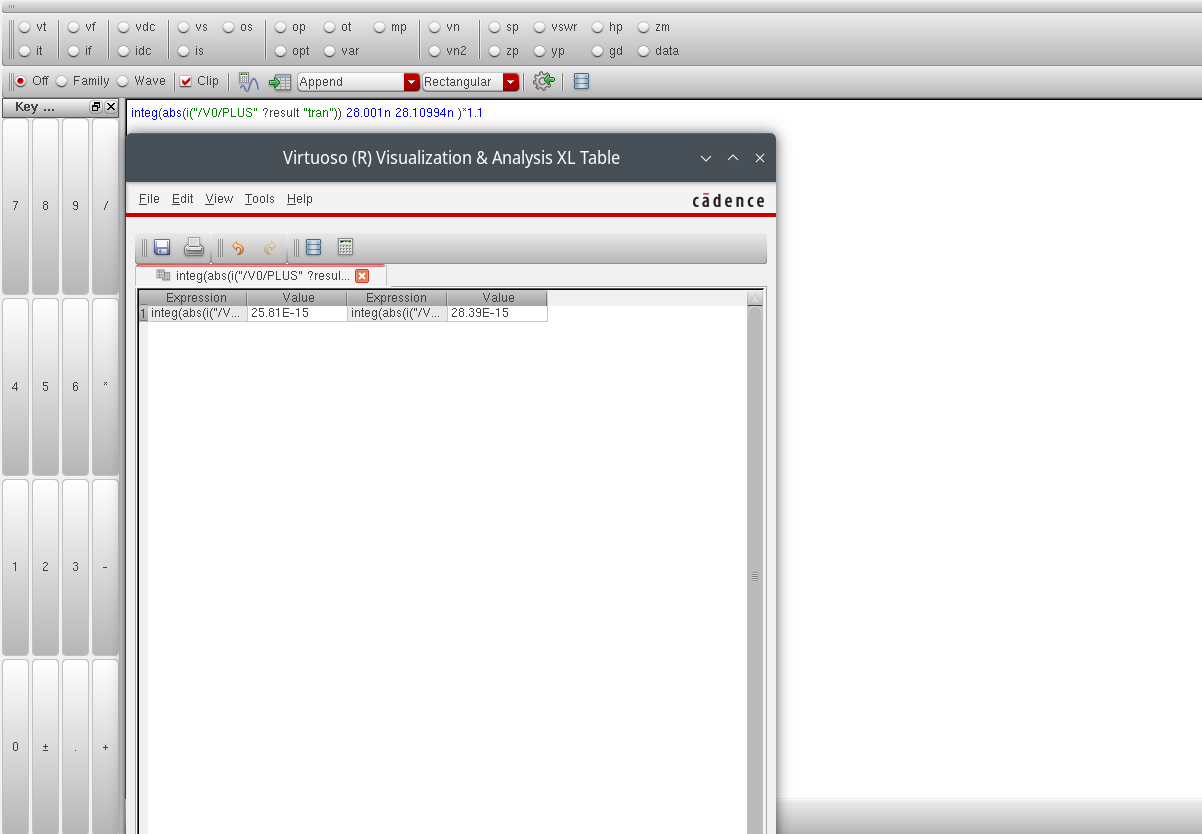 vt vf vdc vs os op ot mp vn sp vswr hp zm
it if idc is opt var vn2 zp yp gd data
Off Family Wave Clip Append Rectangular
Key ...
integ(abs(i("/V0/PLUS" ?result "tran")) 28.001n 28.10994n )*1.1
Virtuoso (R) Visualization & Analysis XL Table
File Edit View Tools Help
cādence
integ(abs(i("/V0/PLUS" ?resul...
Expression Value Expression Value
1 integ(abs(i("/V... 25.81E-15 integ(abs(i("/V... 28.39E-15
7 8 9 /
4 5 6 *
1 2 3 -
0 ± . +